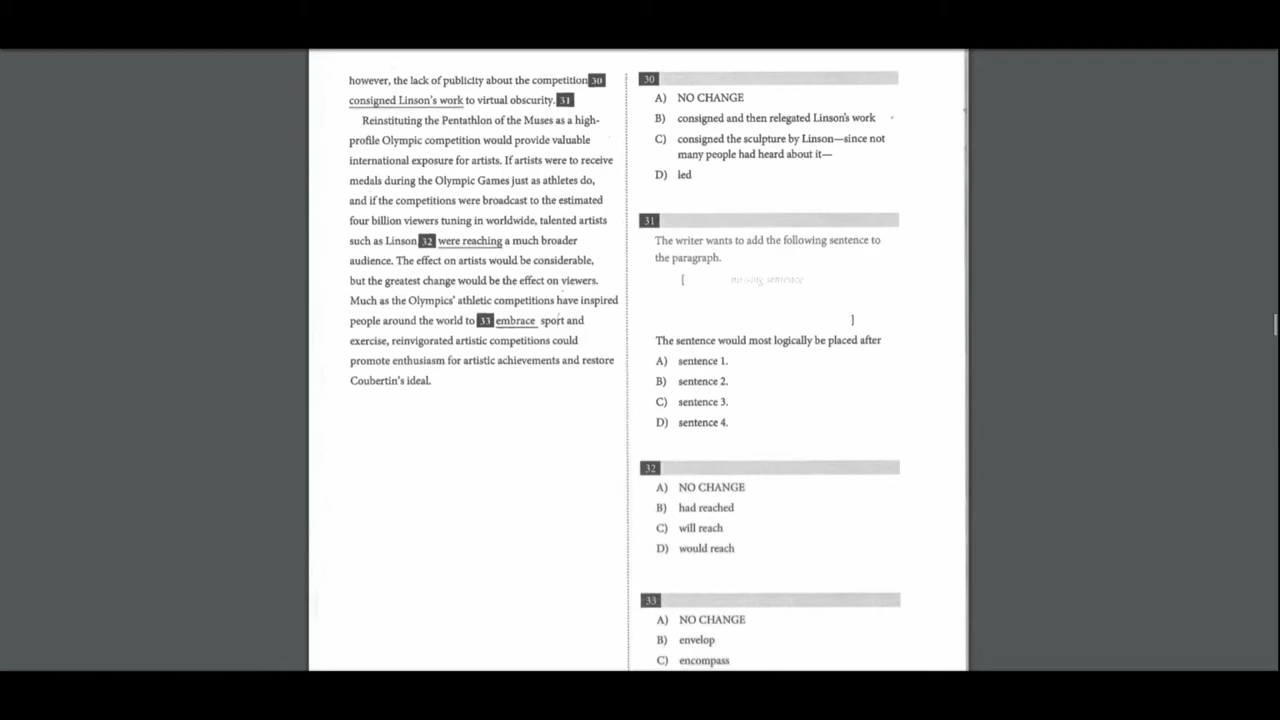 however, the lack of publicity about the competition 30
consigned Linson's work to virtual obscurity. 31
Reinstituting the Pentathlon of the Muses as a high-
profile Olympic competition would provide valuable
international exposure for artists. If artists were to receive
medals during the Olympic Games just as athletes do,
and if the competitions were broadcast to the estimated
four billion viewers tuning in worldwide, talented artists
such as Linson 32 were reaching a much broader
audience. The effect on artists would be considerable,
but the greatest change would be the effect on viewers.
Much as the Olympics' athletic competitions have inspired
people around the world to 33 embrace sport and
exercise, reinvigorated artistic competitions could
promote enthusiasm for artistic achievements and restore
Coubertin's ideal.
30
A) NO CHANGE
B) consigned and then relegated Linson's work
C) consigned the sculpture by Linson—since not
many people had heard about it—
D) led
31
The writer wants to add the following sentence to
the paragraph.
[ missing sentence
]
The sentence would most logically be placed after
A) sentence 1.
B) sentence 2.
C) sentence 3.
D) sentence 4.
32
A) NO CHANGE
B) had reached
C) will reach
D) would reach
33
A) NO CHANGE
B) envelop
C) encompass